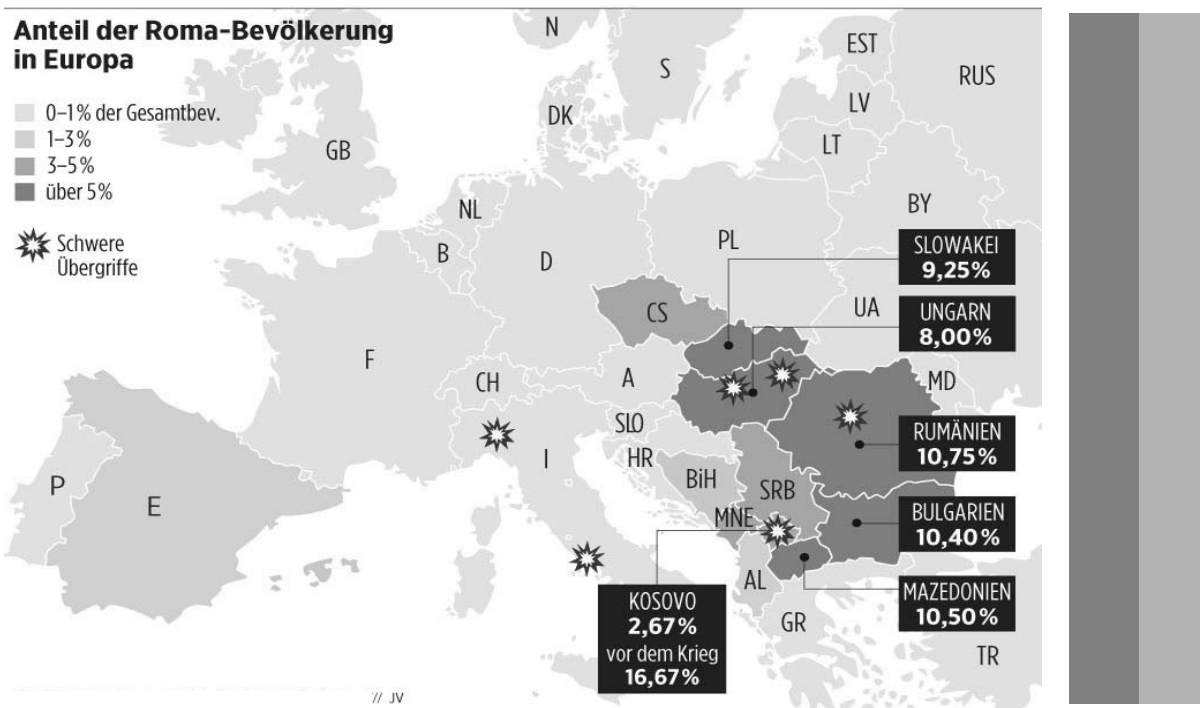 Anteil der Roma-Bevölkerung
in Europa
0–1% der Gesamtbev.
1–3%
3–5%
über 5%
Schwere
Übergriffe
N
S
EST
RUS
LV
DK
LT
GB
BY
NL
PL
B
D
SLOWAKEI
9,25%
UA
CS
UNGARN
8,00%
F
CH
A
MD
SLO
RUMÄNIEN
10,75%
HR
I
BiH
P
E
SRB
MNE
BULGARIEN
10,40%
AL
MAZEDONIEN
10,50%
KOSOVO
2,67%
vor dem Krieg
16,67%
GR
TR
// JV